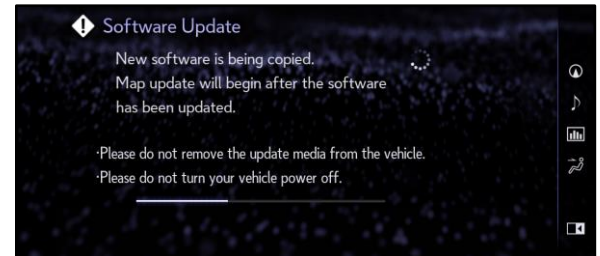 Software Update
New software is being copied.
Map update will begin after the software
has been updated.
·Please do not remove the update media from the vehicle.
·Please do not turn your vehicle power off.